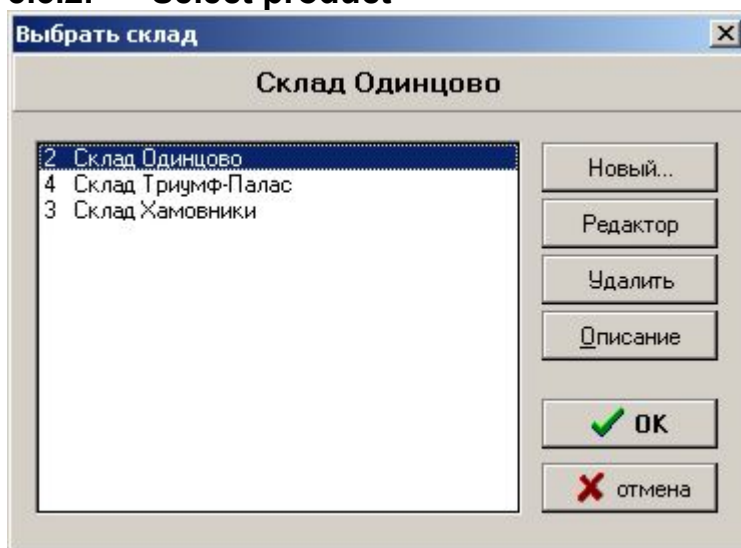 Select product
Выбрать склад
Склад Одинцово
2 Склад Одинцово
4 Склад Триумф-Палас
3 Склад Хамовники
Новый...
Редактор
Удалить
Описание
OK
отмена